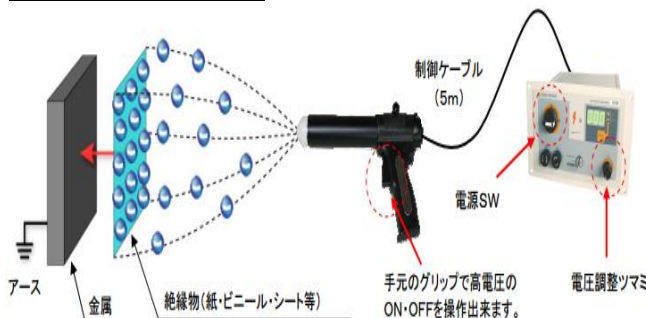 制御ケーブル
(5m)
電源SW
アース
金属
絶縁物(紙・ビニール・シート等)
手元のグリップで高電圧の
ON・OFFを操作出来ます。
電圧調整ツマミ